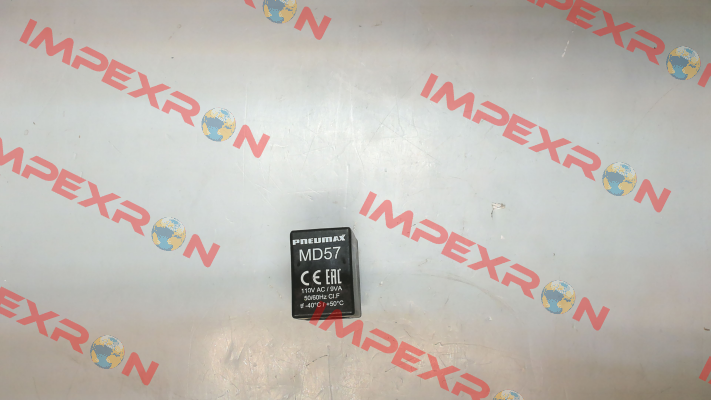 IMPEXRON
IMPEXRON
IMPEXRON
IMPEXRON
IMPEXRON
IMPEXRON
PNEUMAX
MD57
CE EAC
110V AC / 9VA
50/60Hz Cl.F
-40°C / +50°C
IMPEXRON
IMPEXRON